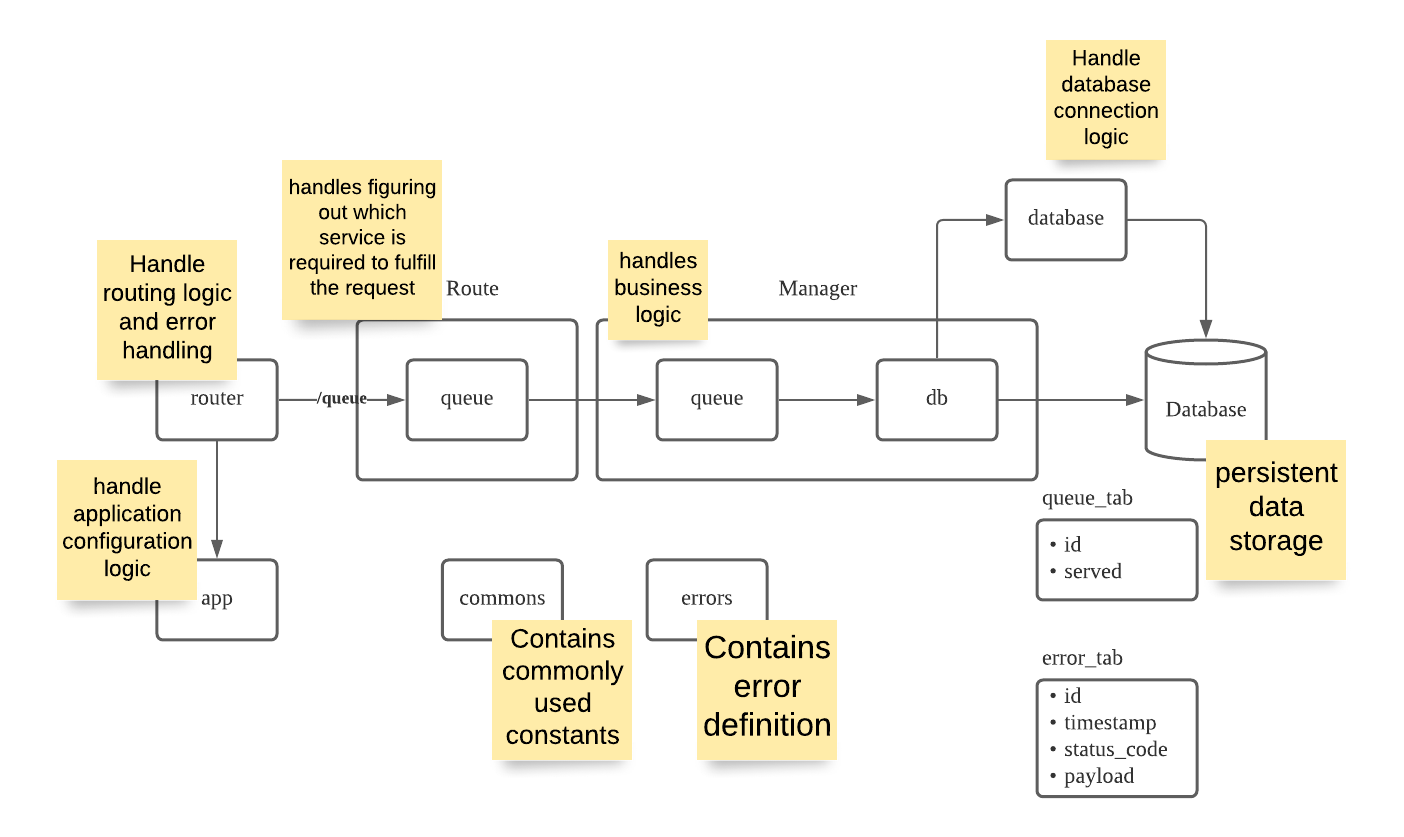 Handle
database
connection
logic
database
handles figuring
out which
service is
required to fulfill
the request
Handle
routing logic
and error
handling
handles
business
logic
Route
Manager
router
/queue
queue
queue
db
Database
persistent
data
storage
handle
application
configuration
logic
app
commons
Contains
commonly
used
constants
errors
Contains
error
definition
queue_tab
• id
• served
error_tab
• id
• timestamp
• status_code
• payload